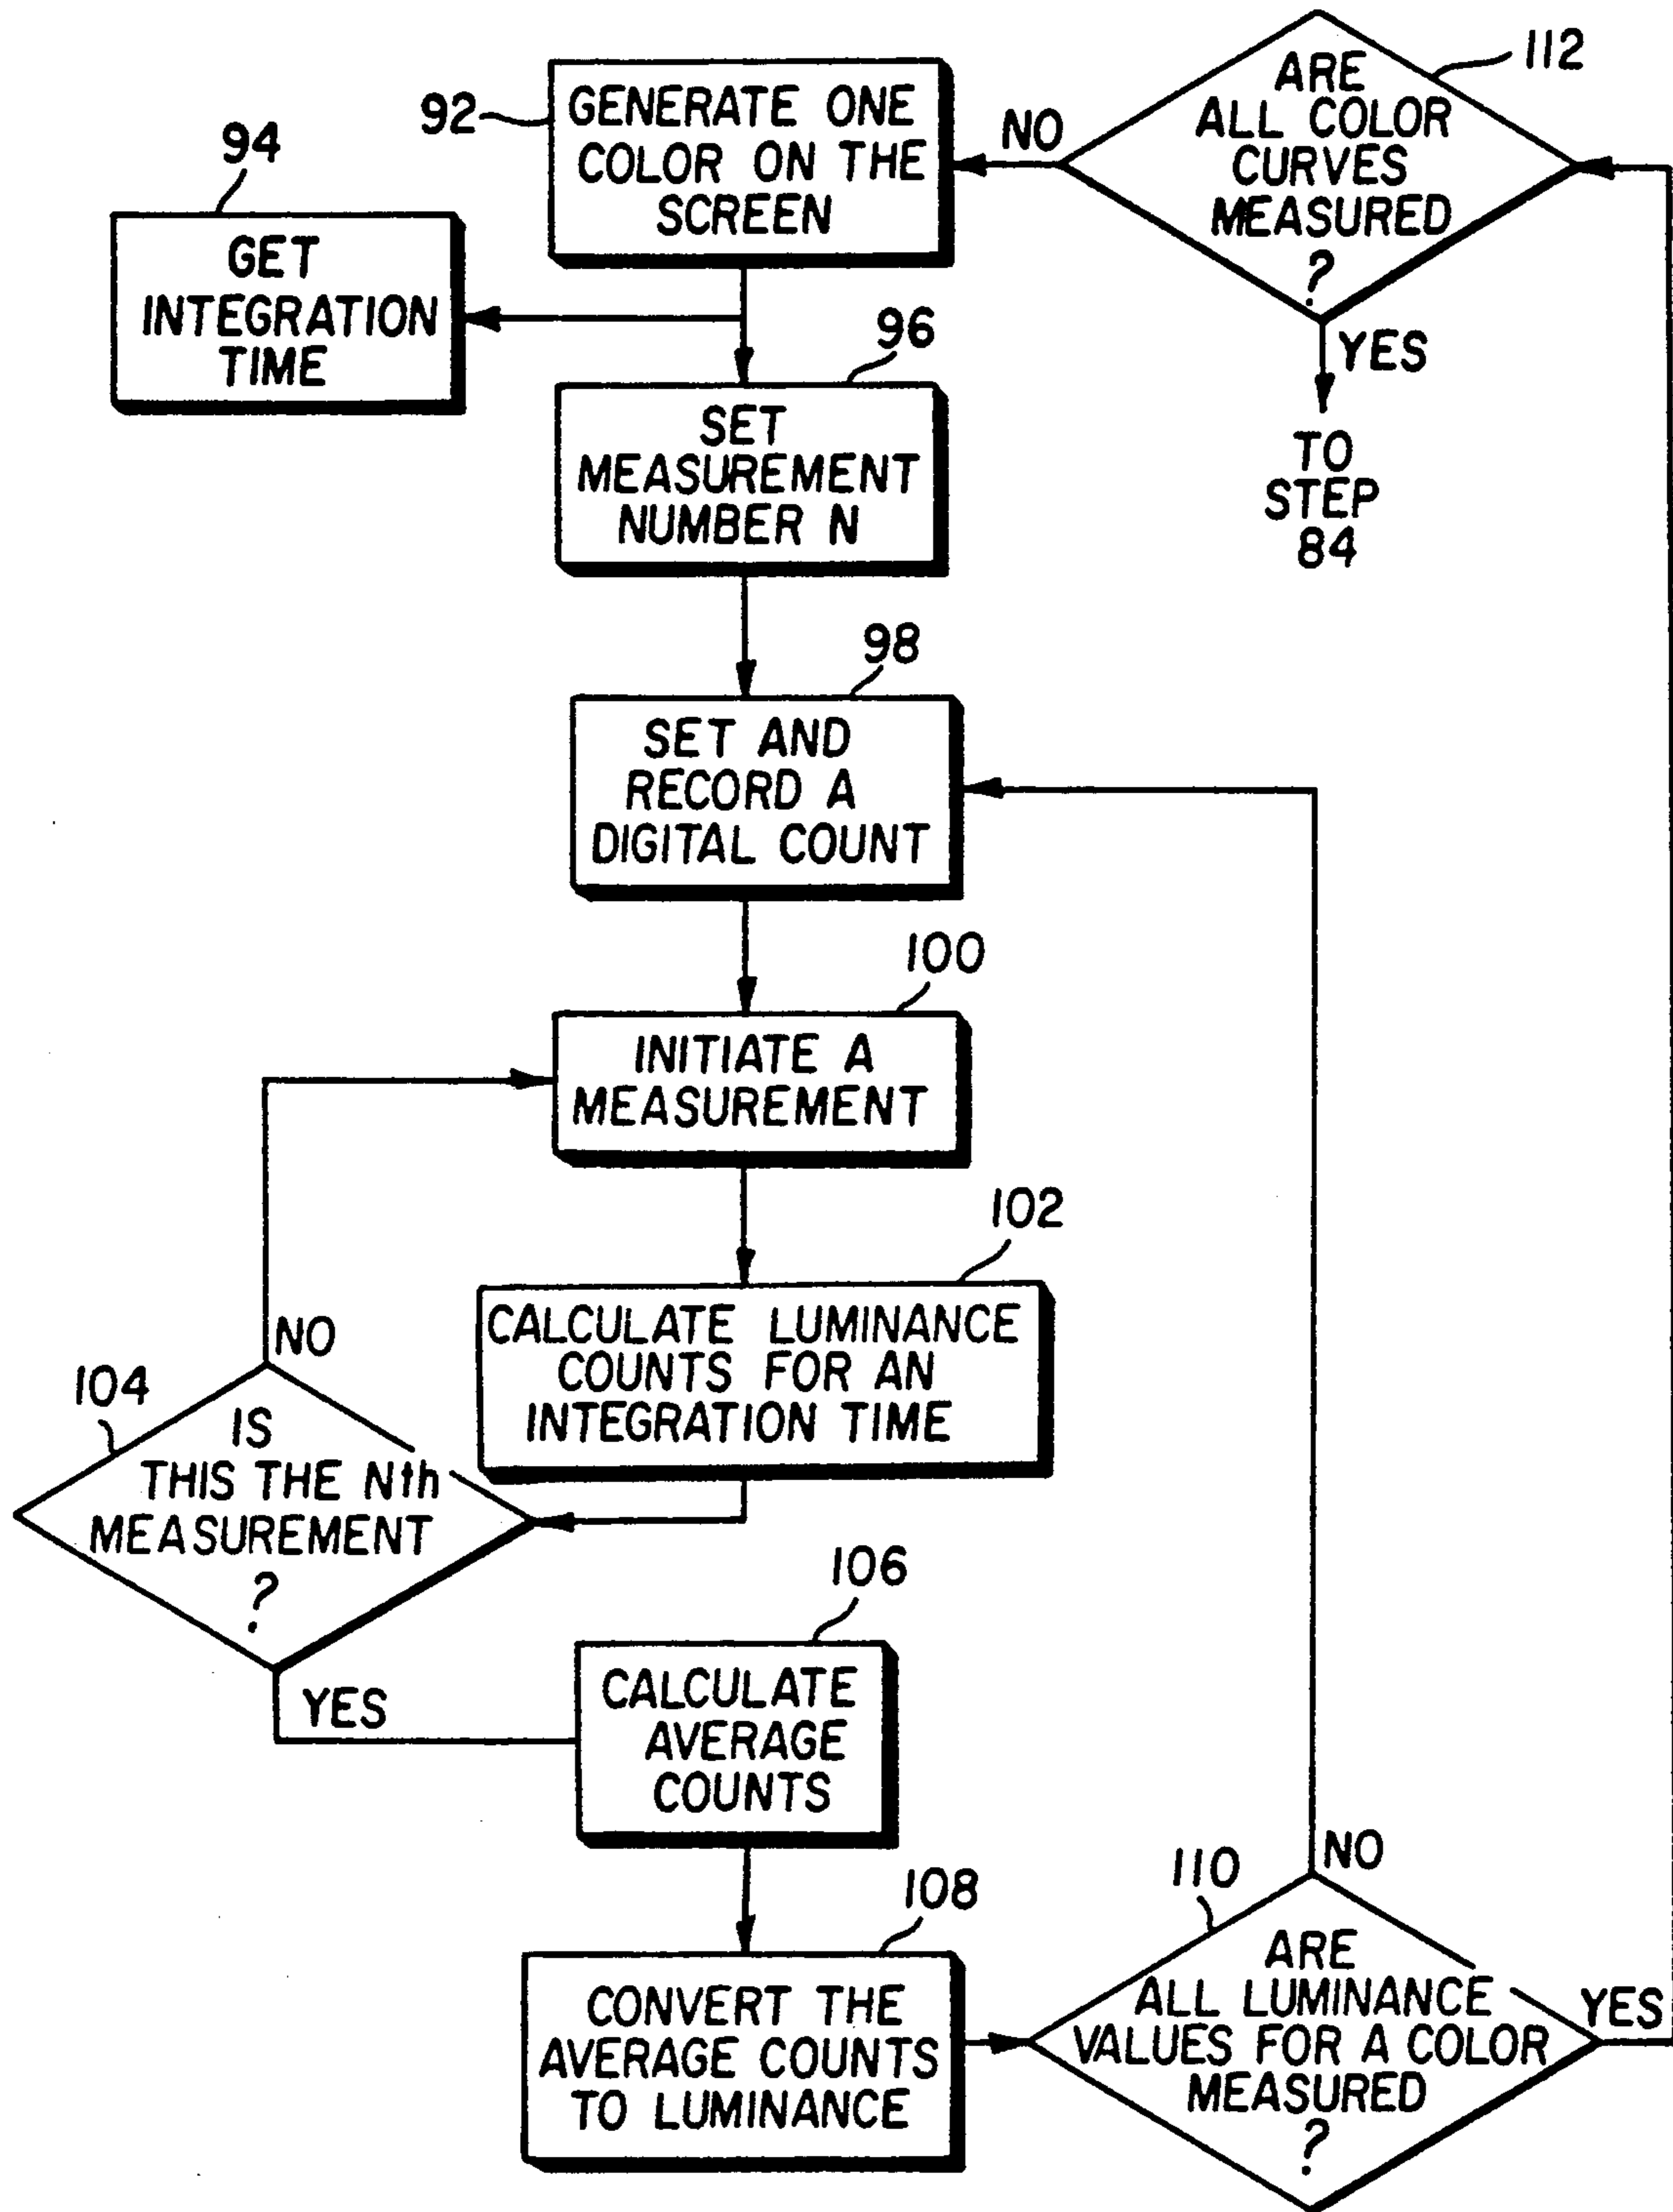 92
GENERATE ONE
COLOR ON THE
SCREEN
94
GET
INTEGRATION
TIME
96
SET
MEASUREMENT
NUMBER N
98
SET AND
RECORD A
DIGITAL COUNT
100
INITIATE A
MEASUREMENT
102
CALCULATE LUMINANCE
COUNTS FOR AN
INTEGRATION TIME
104
IS
THIS THE Nth
MEASUREMENT
?
NO
YES
106
CALCULATE
AVERAGE
COUNTS
108
CONVERT THE
AVERAGE COUNTS
TO LUMINANCE
110
ARE
ALL LUMINANCE
VALUES FOR A COLOR
MEASURED
?
NO
YES
112
ARE
ALL COLOR
CURVES
MEASURED
?
NO
YES
TO
STEP
84